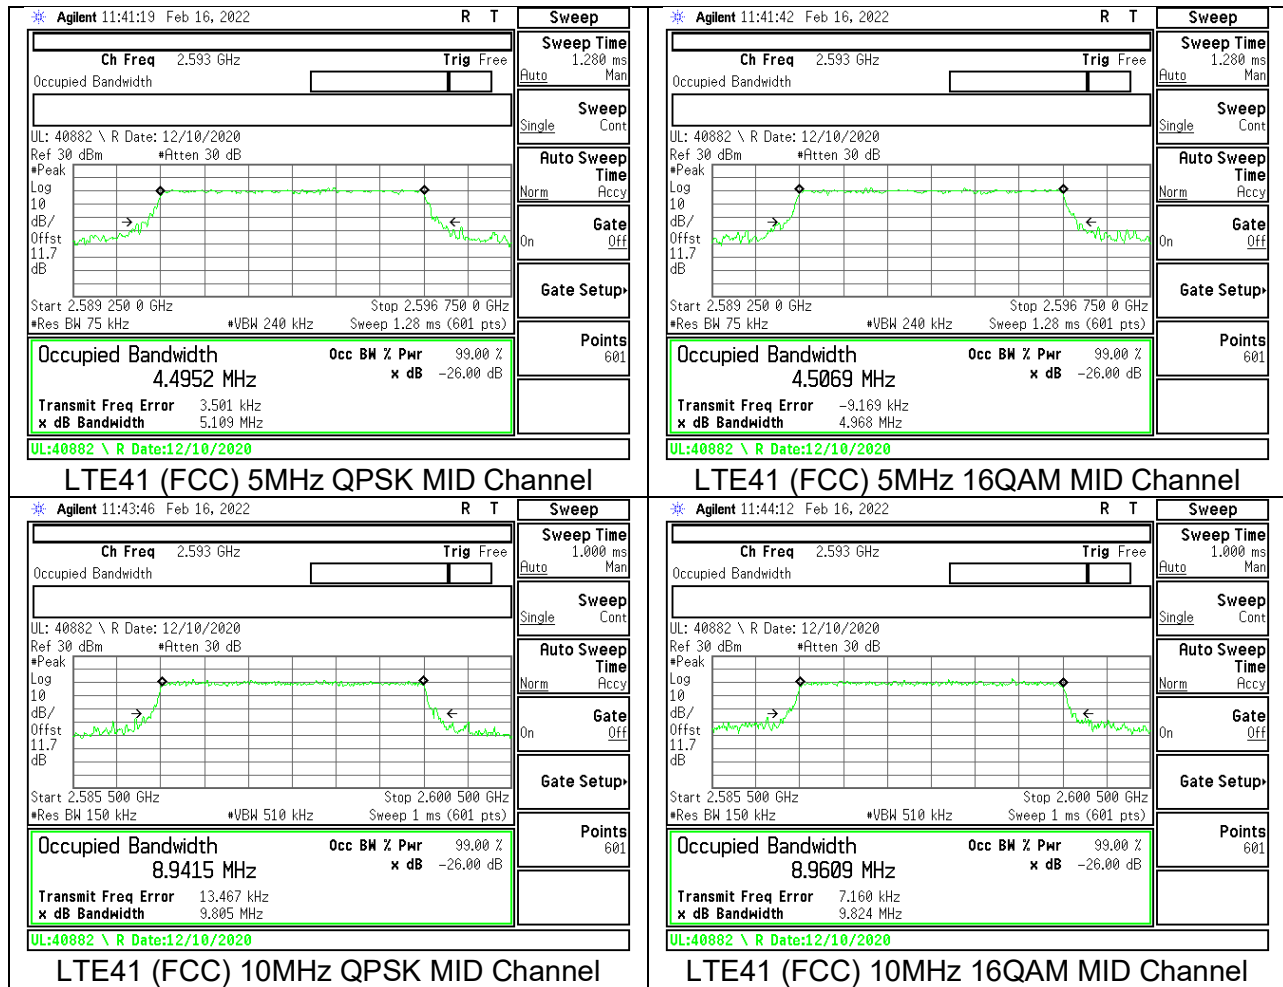 Agilent 11:41:19 Feb 16, 2022 R T Sweep
Ch Freq 2.593 GHz Trig Free
Occupied Bandwidth
UL: 40882 \ R Date: 12/10/2020
Ref 30 dBm #Atten 30 dB
#Peak
Log
10
dB/
Offst
11.7
dB
Start 2.589 250 0 GHz Stop 2.596 750 0 GHz
#Res BW 75 kHz #VBW 240 kHz Sweep 1.28 ms (601 pts)
Occupied Bandwidth Occ BW % Pwr 99.00 %
4.4952 MHz x dB -26.00 dB
Transmit Freq Error 3.501 kHz
x dB Bandwidth 5.109 MHz
UL:40882 \ R Date:12/10/2020
Sweep Time
1.280 ms
Auto Man
Sweep
Single Cont
Auto Sweep
Time
Norm Accy
Gate
On Off
Gate Setup
Points
601
LTE41 (FCC) 5MHz QPSK MID Channel
Agilent 11:41:42 Feb 16, 2022 R T Sweep
Ch Freq 2.593 GHz Trig Free
Occupied Bandwidth
UL: 40882 \ R Date: 12/10/2020
Ref 30 dBm #Atten 30 dB
#Peak
Log
10
dB/
Offst
11.7
dB
Start 2.589 250 0 GHz Stop 2.596 750 0 GHz
#Res BW 75 kHz #VBW 240 kHz Sweep 1.28 ms (601 pts)
Occupied Bandwidth Occ BW % Pwr 99.00 %
4.5069 MHz x dB -26.00 dB
Transmit Freq Error -9.169 kHz
x dB Bandwidth 4.968 MHz
UL:40882 \ R Date:12/10/2020
Sweep Time
1.280 ms
Auto Man
Sweep
Single Cont
Auto Sweep
Time
Norm Accy
Gate
On Off
Gate Setup
Points
601
LTE41 (FCC) 5MHz 16QAM MID Channel
Agilent 11:43:46 Feb 16, 2022 R T Sweep
Ch Freq 2.593 GHz Trig Free
Occupied Bandwidth
UL: 40882 \ R Date: 12/10/2020
Ref 30 dBm #Atten 30 dB
#Peak
Log
10
dB/
Offst
11.7
dB
Start 2.585 500 GHz Stop 2.600 500 GHz
#Res BW 150 kHz #VBW 510 kHz Sweep 1 ms (601 pts)
Occupied Bandwidth Occ BW % Pwr 99.00 %
8.9415 MHz x dB -26.00 dB
Transmit Freq Error 13.467 kHz
x dB Bandwidth 9.805 MHz
UL:40882 \ R Date:12/10/2020
Sweep Time
1.000 ms
Auto Man
Sweep
Single Cont
Auto Sweep
Time
Norm Accy
Gate
On Off
Gate Setup
Points
601
LTE41 (FCC) 10MHz QPSK MID Channel
Agilent 11:44:12 Feb 16, 2022 R T Sweep
Ch Freq 2.593 GHz Trig Free
Occupied Bandwidth
UL: 40882 \ R Date: 12/10/2020
Ref 30 dBm #Atten 30 dB
#Peak
Log
10
dB/
Offst
11.7
dB
Start 2.585 500 GHz Stop 2.600 500 GHz
#Res BW 150 kHz #VBW 510 kHz Sweep 1 ms (601 pts)
Occupied Bandwidth Occ BW % Pwr 99.00 %
8.9609 MHz x dB -26.00 dB
Transmit Freq Error 7.160 kHz
x dB Bandwidth 9.824 MHz
UL:40882 \ R Date:12/10/2020
Sweep Time
1.000 ms
Auto Man
Sweep
Single Cont
Auto Sweep
Time
Norm Accy
Gate
On Off
Gate Setup
Points
601
LTE41 (FCC) 10MHz 16QAM MID Channel